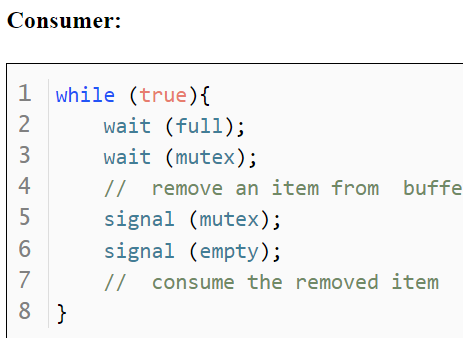 Consumer:
1 while (true){
2 wait (full);
3 wait (mutex);
4 // remove an item from buffe
5 signal (mutex);
6 signal (empty);
7 // consume the removed item
8 }